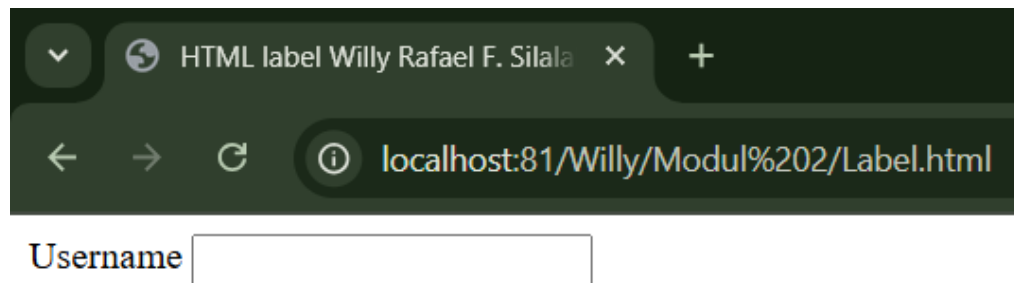 HTML label Willy Rafael F. Silala
localhost:81/Willy/Modul%202/Label.html
Username